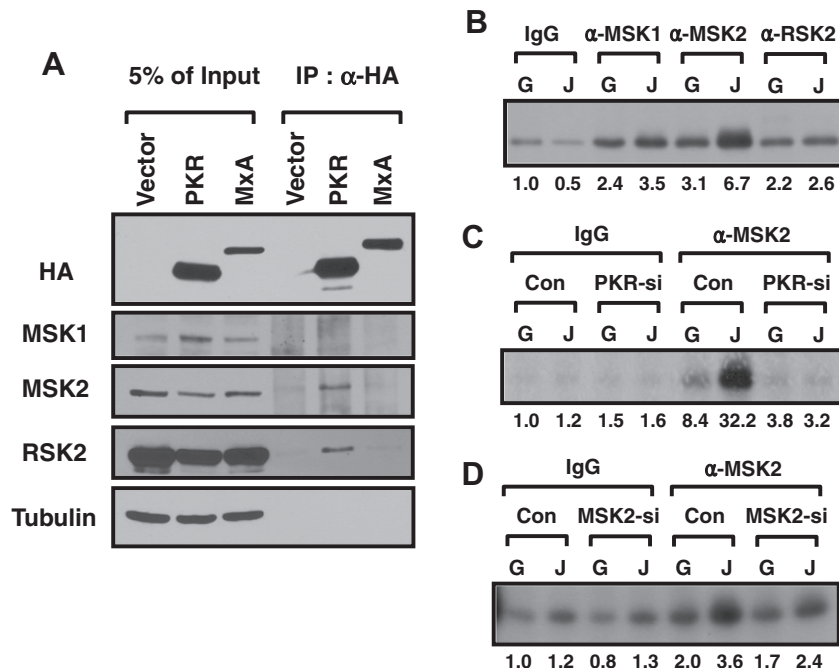 A
5% of Input IP : α-HA
Vector PKR MxA Vector PKR MxA
HA
MSK1
MSK2
RSK2
Tubulin
B
IgG α-MSK1 α-MSK2 α-RSK2
G J G J G J G J
1.0 0.5 2.4 3.5 3.1 6.7 2.2 2.6
C
IgG α-MSK2
Con PKR-si Con PKR-si
G J G J G J G J
1.0 1.2 1.5 1.6 8.4 32.2 3.8 3.2
D
IgG α-MSK2
Con MSK2-si Con MSK2-si
G J G J G J G J
1.0 1.2 0.8 1.3 2.0 3.6 1.7 2.4